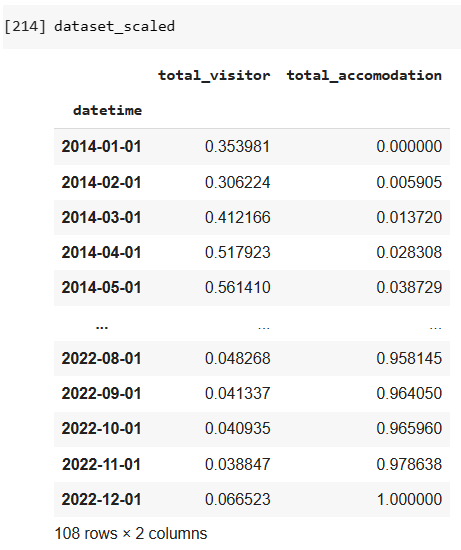 [214] dataset_scaled
total_visitor total_accomodation
datetime
2014-01-01 0.353981 0.000000
2014-02-01 0.306224 0.005905
2014-03-01 0.412166 0.013720
2014-04-01 0.517923 0.028308
2014-05-01 0.561410 0.038729
... ... ...
2022-08-01 0.048268 0.958145
2022-09-01 0.041337 0.964050
2022-10-01 0.040935 0.965960
2022-11-01 0.038847 0.978638
2022-12-01 0.066523 1.000000
108 rows × 2 columns